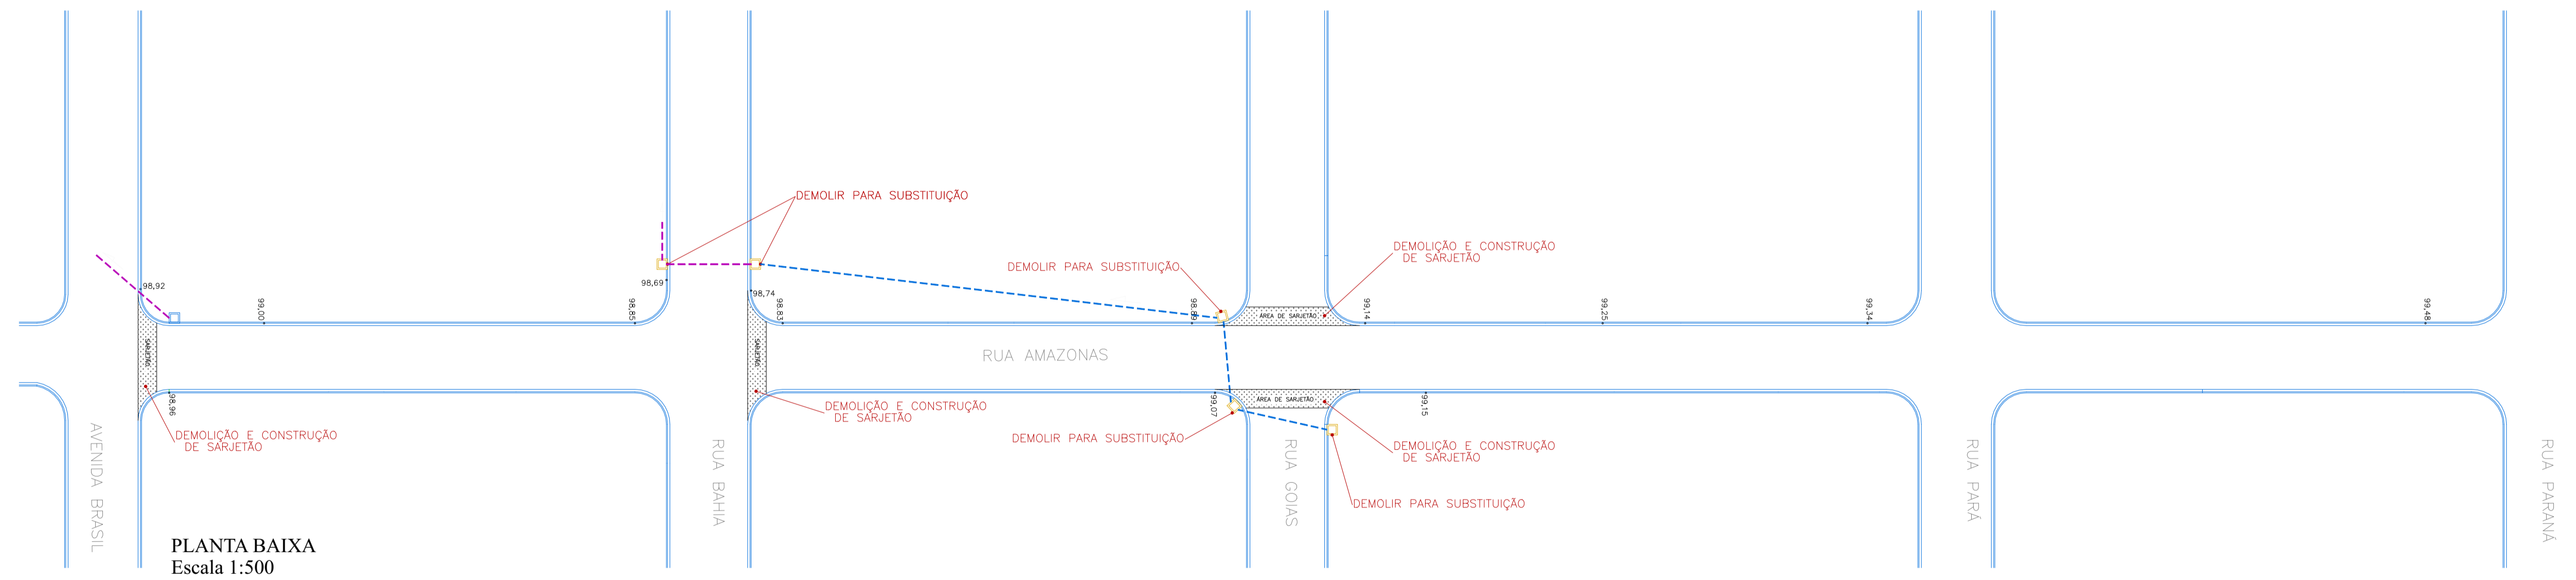 DEMOLIR PARA SUBSTITUIÇÃO
DEMOLIÇÃO E CONSTRUÇÃO
DE SARJETÃO
DEMOLIR PARA SUBSTITUIÇÃO
98,92
98,69
98,74
99,00
98,85
98,83
98,89
99,14
99,25
99,34
99,48
ÁREA DE SARJETÃO
SARJETÃO
SARJETÃO
RUA AMAZONAS
98,96
99,07
99,15
ÁREA DE SARJETÃO
DEMOLIÇÃO E CONSTRUÇÃO
DE SARJETÃO
DEMOLIÇÃO E CONSTRUÇÃO
DE SARJETÃO
DEMOLIR PARA SUBSTITUIÇÃO
DEMOLIÇÃO E CONSTRUÇÃO
DE SARJETÃO
DEMOLIR PARA SUBSTITUIÇÃO
AVENIDA BRASIL
RUA BAHIA
RUA GOIAS
RUA PARÁ
RUA PARANÁ
PLANTA BAIXA
Escala 1:500